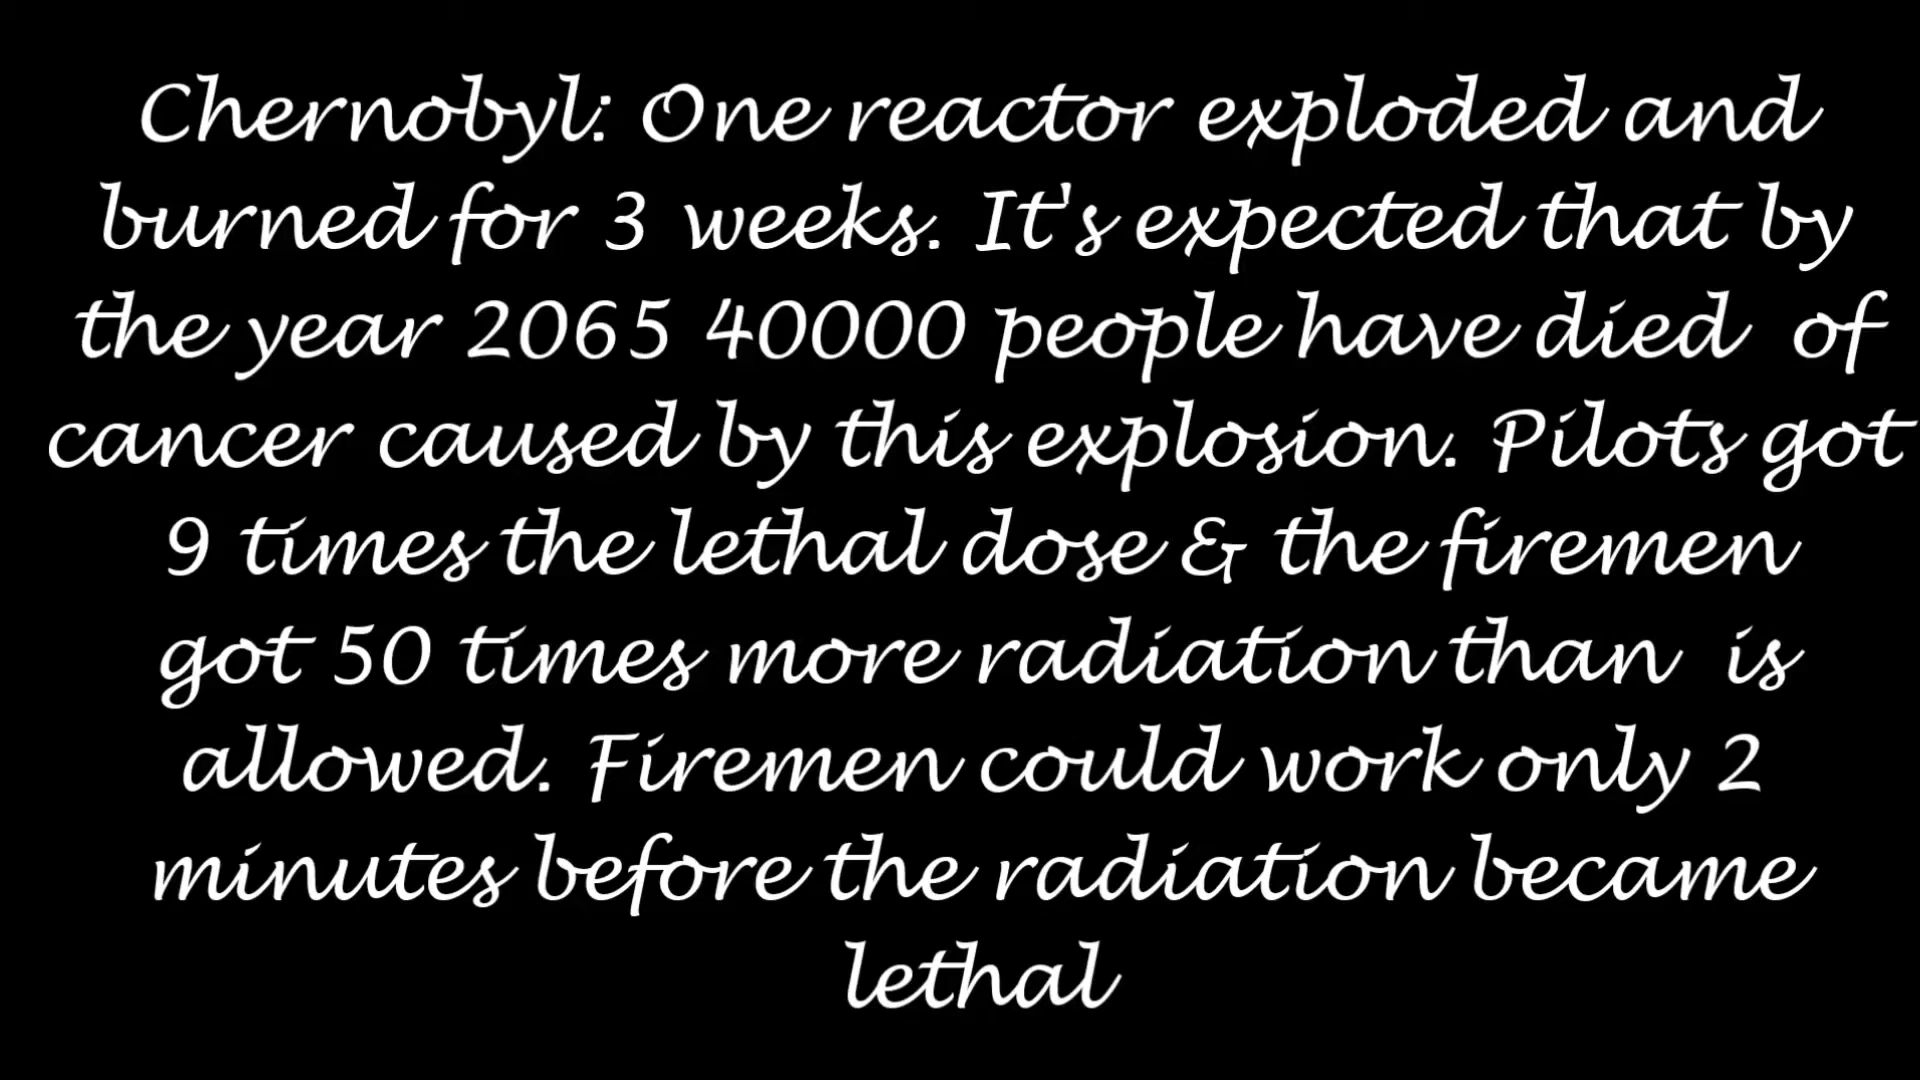 Chernobyl: One reactor exploded and
burned for 3 weeks. It's expected that by
the year 2065 40000 people have died of
cancer caused by this explosion. Pilots got
9 times the lethal dose & the firemen
got 50 times more radiation than is
allowed. Firemen could work only 2
minutes before the radiation became
lethal